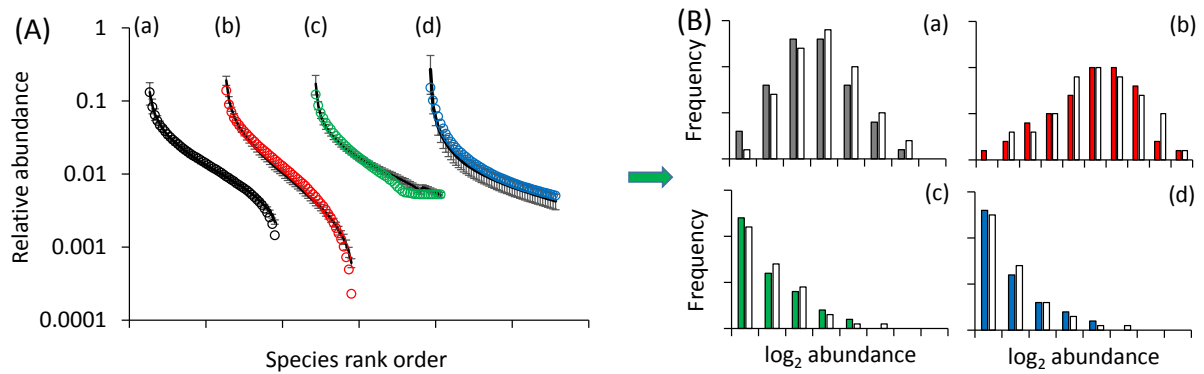 (A)
(a)
(b)
(c)
(d)
1
0.1
0.01
0.001
0.0001
Relative abundance
Species rank order
(B)
(a)
(b)
Frequency
(c)
(d)
Frequency
log₂ abundance
log₂ abundance